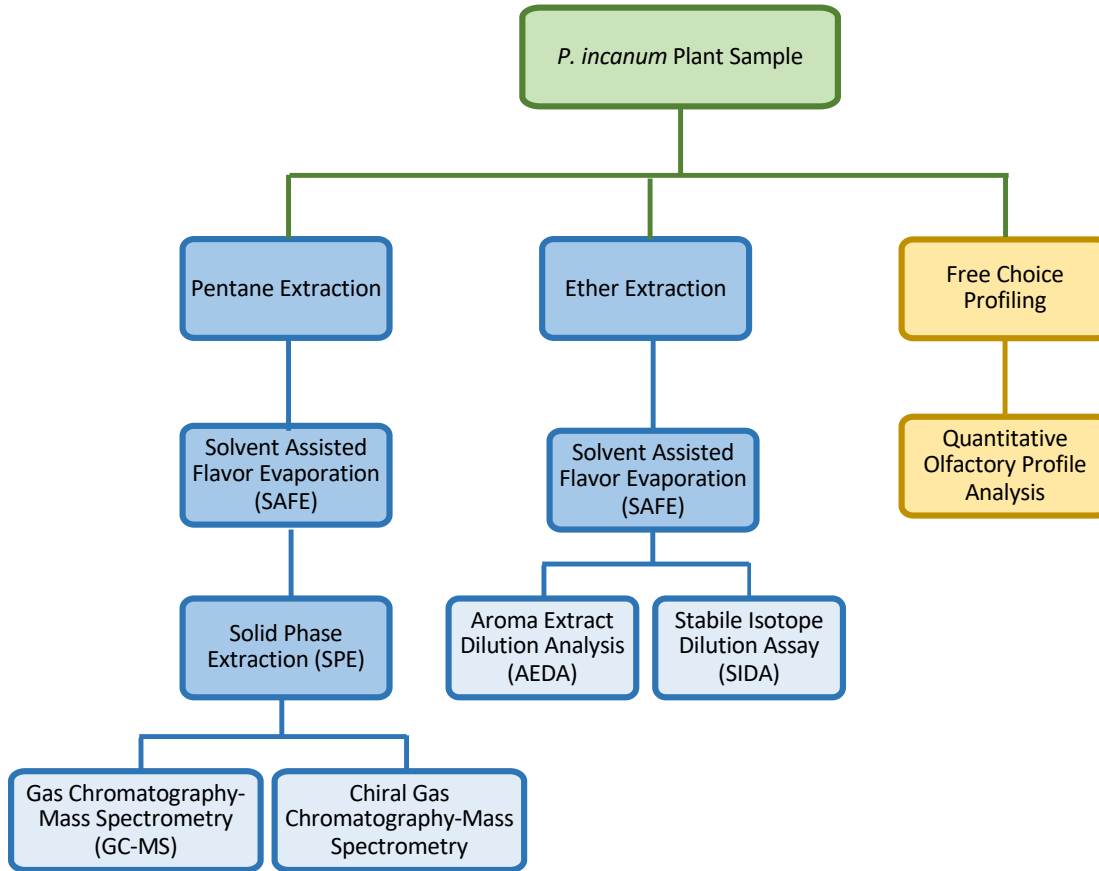 P. incanum Plant Sample
Pentane Extraction
Ether Extraction
Free Choice
Profiling
Solvent Assisted
Flavor Evaporation
(SAFE)
Solvent Assisted
Flavor Evaporation
(SAFE)
Quantitative
Olfactory Profile
Analysis
Solid Phase
Extraction (SPE)
Aroma Extract
Dilution Analysis
(AEDA)
Stabile Isotope
Dilution Assay
(SIDA)
Gas Chromatography-
Mass Spectrometry
(GC-MS)
Chiral Gas
Chromatography-Mass
Spectrometry